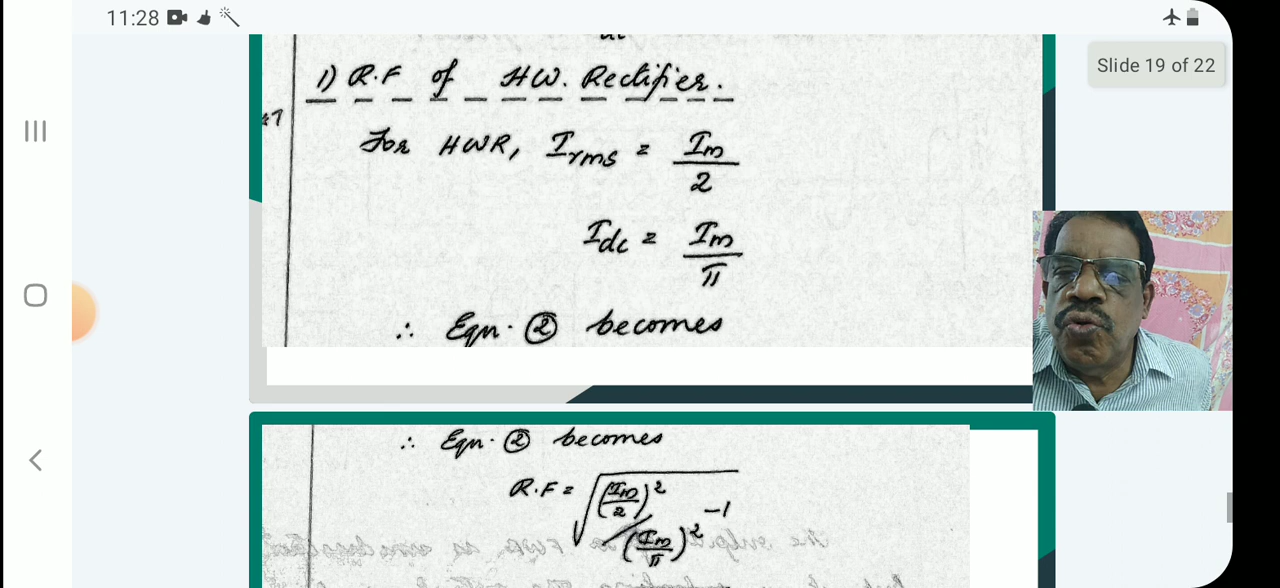 11:28
Slide 19 of 22
1) R.F of HW. Rectifier.
For HWR, Irms = Im/2
Idc = Im/π
∴ Eqn. ② becomes
∴ Eqn. ② becomes
R.F = √((Im/2)²/(Im/π)² -1